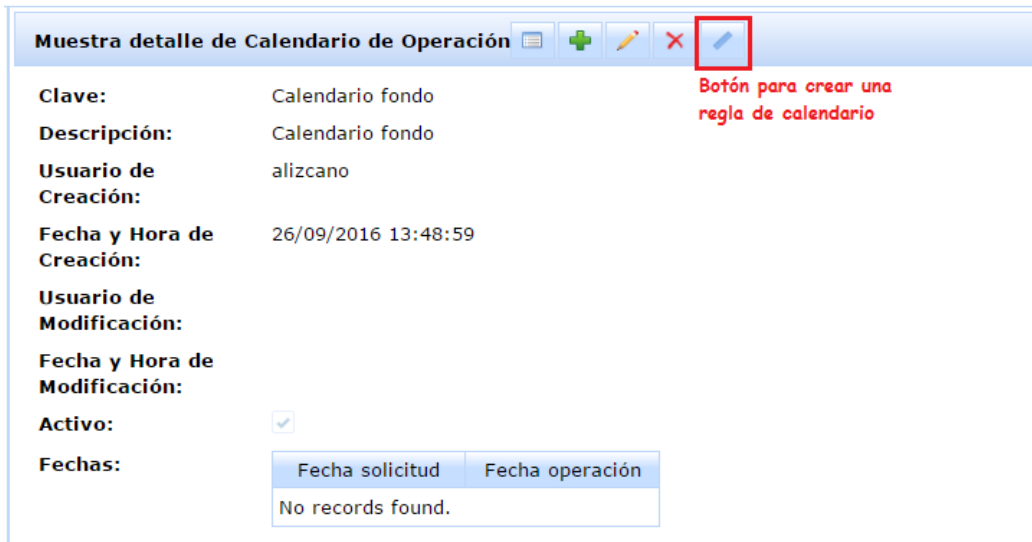 Muestra detalle de Calendario de Operación
Botón para crear una
regla de calendario
Clave: Calendario fondo
Descripción: Calendario fondo
Usuario de
Creación: alizcano
Fecha y Hora de
Creación: 26/09/2016 13:48:59
Usuario de
Modificación:
Fecha y Hora de
Modificación:
Activo:
Fechas:
Fecha solicitud Fecha operación
No records found.